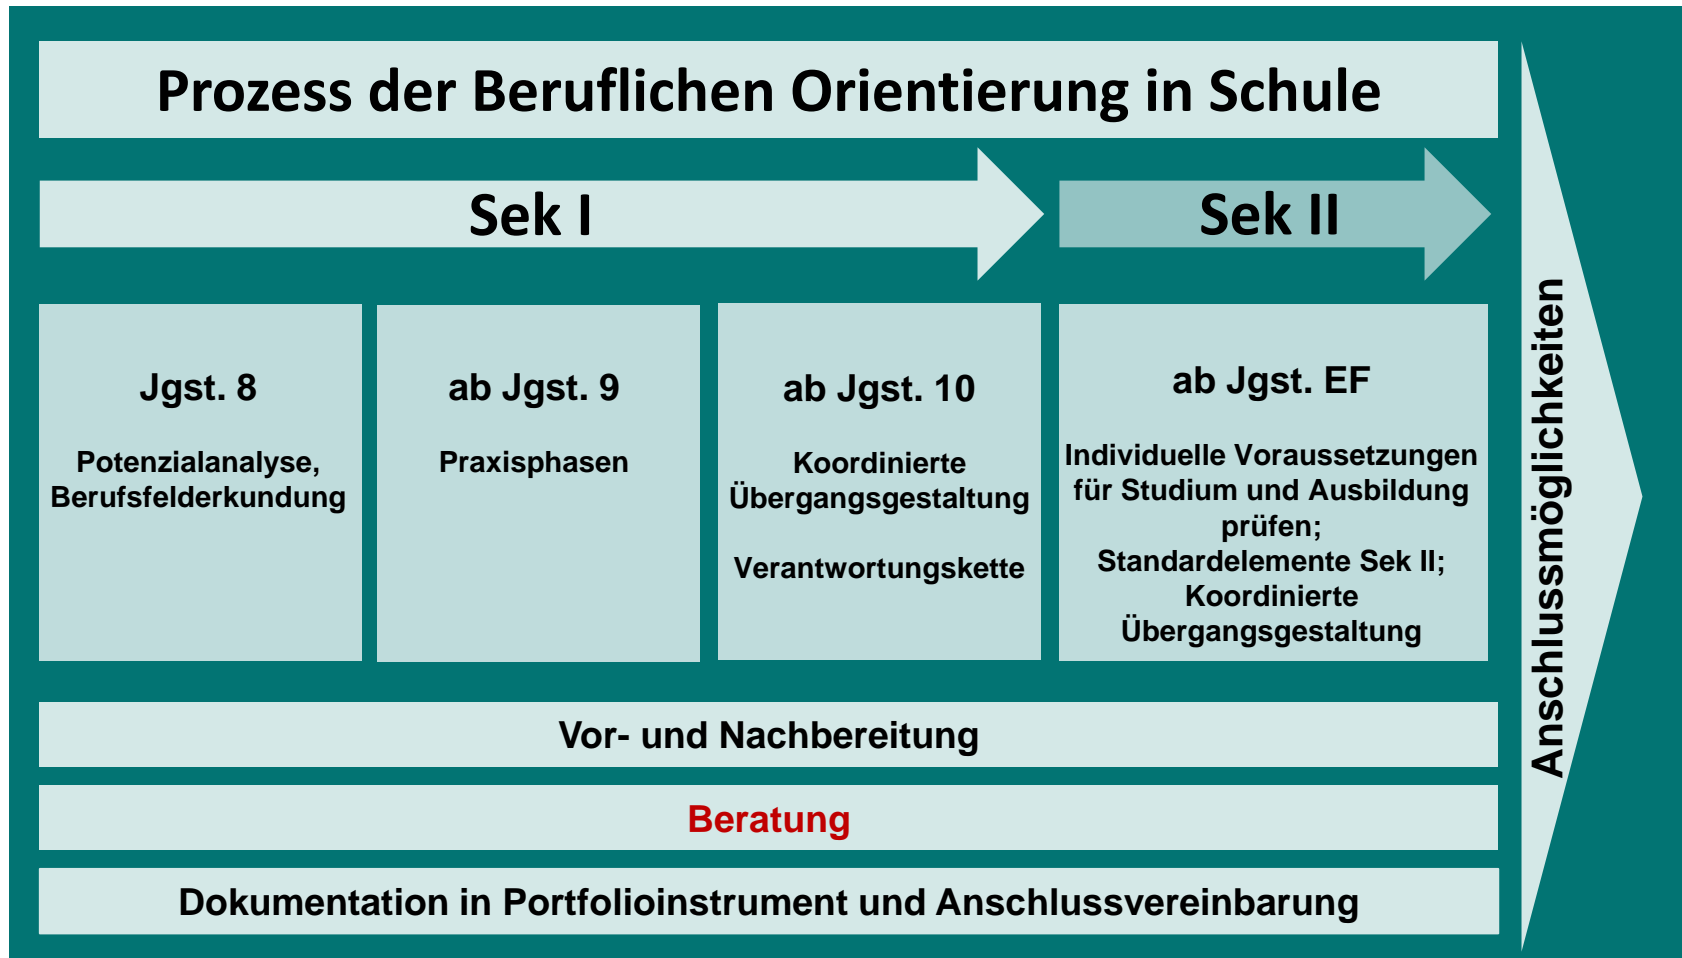 Prozess der Beruflichen Orientierung in Schule
Sek I
Sek II
Jgst. 8
Potenzialanalyse,
Berufsfelderkundung
ab Jgst. 9
Praxisphasen
ab Jgst. 10
Koordinierte
Übergangsgestaltung
Verantwortungskette
ab Jgst. EF
Individuelle Voraussetzungen
für Studium und Ausbildung
prüfen;
Standardelemente Sek II;
Koordinierte
Übergangsgestaltung
Vor- und Nachbereitung
Beratung
Dokumentation in Portfolioinstrument und Anschlussvereinbarung
Anschlussmöglichkeiten